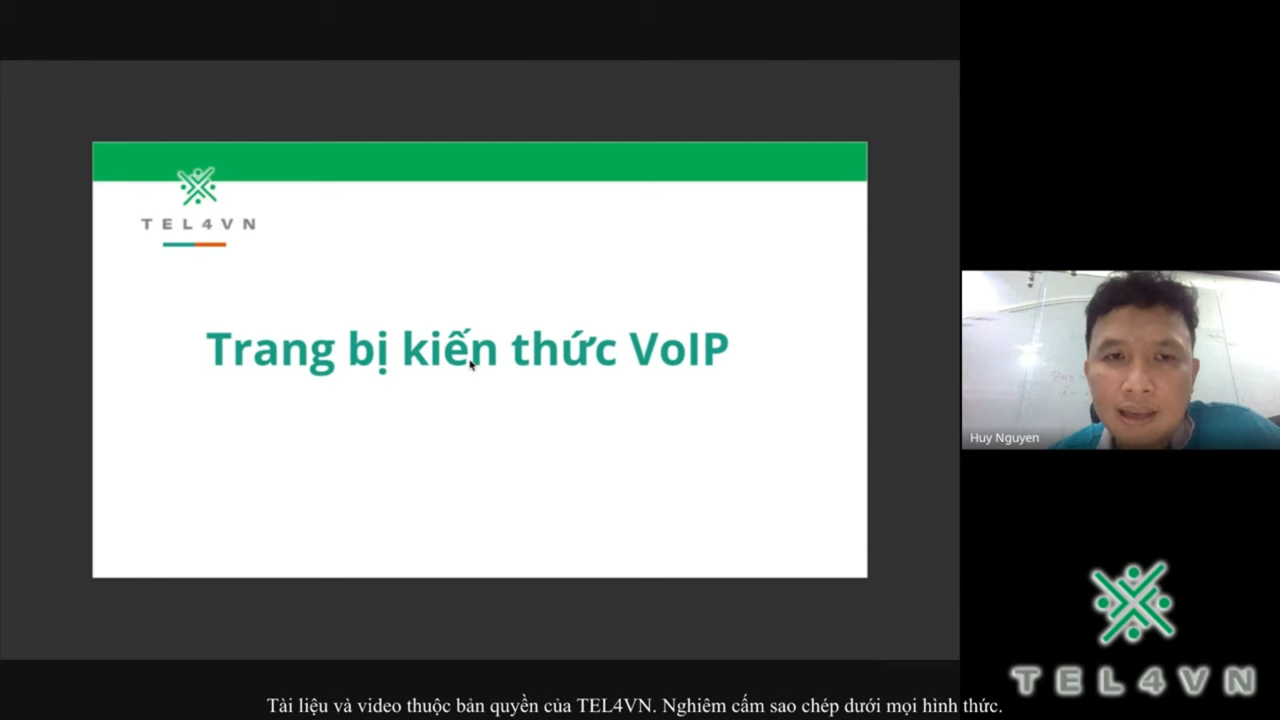 TEL4VN
Trang bị kiến thức VoIP
Huy Nguyen
TEL4VN
Tài liệu và video thuộc bản quyền của TEL4VN. Nghiêm cấm sao chép dưới mọi hình thức.